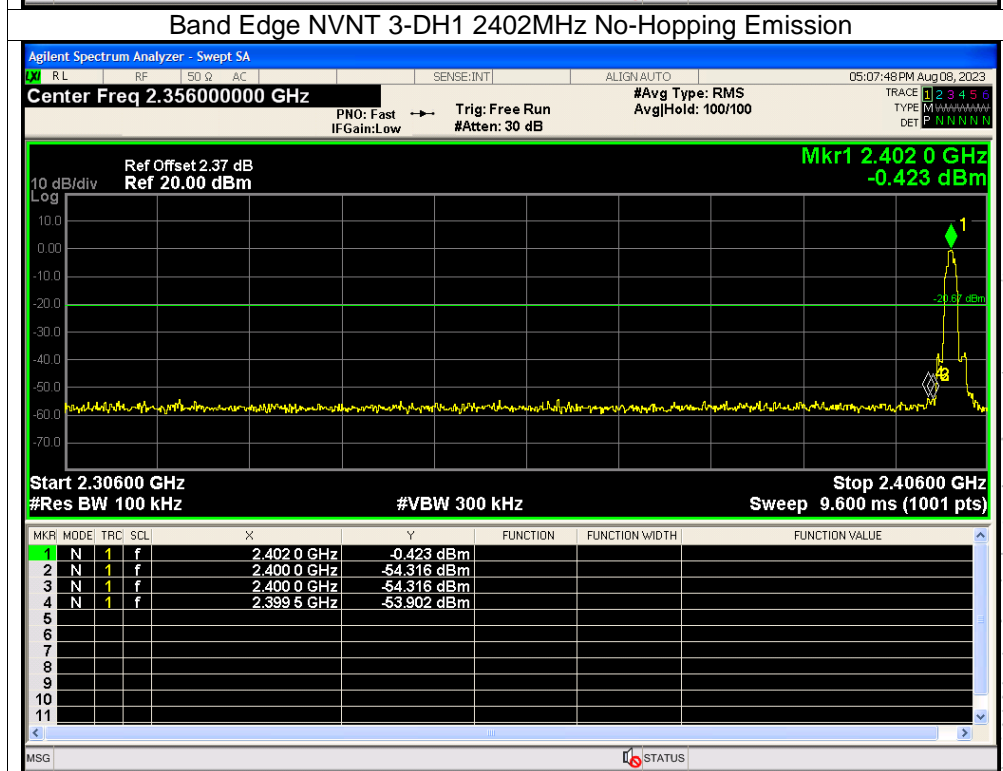 Band Edge NVNT 3-DH1 2402MHz No-Hopping Emission
Agilent Spectrum Analyzer - Swept SA
LXI RL RF 50 Ω AC SENSE:INT ALIGN AUTO 05:07:48 PM Aug 08, 2023
Center Freq 2.356000000 GHz
PNO: Fast
IFGain:Low
Trig: Free Run
#Atten: 30 dB
#Avg Type: RMS
Avg|Hold: 100/100
TRACE 1 2 3 4 5 6
TYPE M WWWWW
DET P N N N N N
Mkr1 2.402 0 GHz
-0.423 dBm
Ref Offset 2.37 dB
10 dB/div Ref 20.00 dBm
Log
10.0
0.00
-10.0
-20.0
-30.0
-40.0
-50.0
-60.0
-70.0
1
-20.67 dBm
Start 2.30600 GHz Stop 2.40600 GHz
#Res BW 100 kHz #VBW 300 kHz Sweep 9.600 ms (1001 pts)
MKR MODE TRC SCL X Y FUNCTION FUNCTION WIDTH FUNCTION VALUE
1 N 1 f 2.402 0 GHz -0.423 dBm
2 N 1 f 2.400 0 GHz -54.316 dBm
3 N 1 f 2.400 0 GHz -54.316 dBm
4 N 1 f 2.399 5 GHz -53.902 dBm
5
6
7
8
9
10
11
MSG STATUS